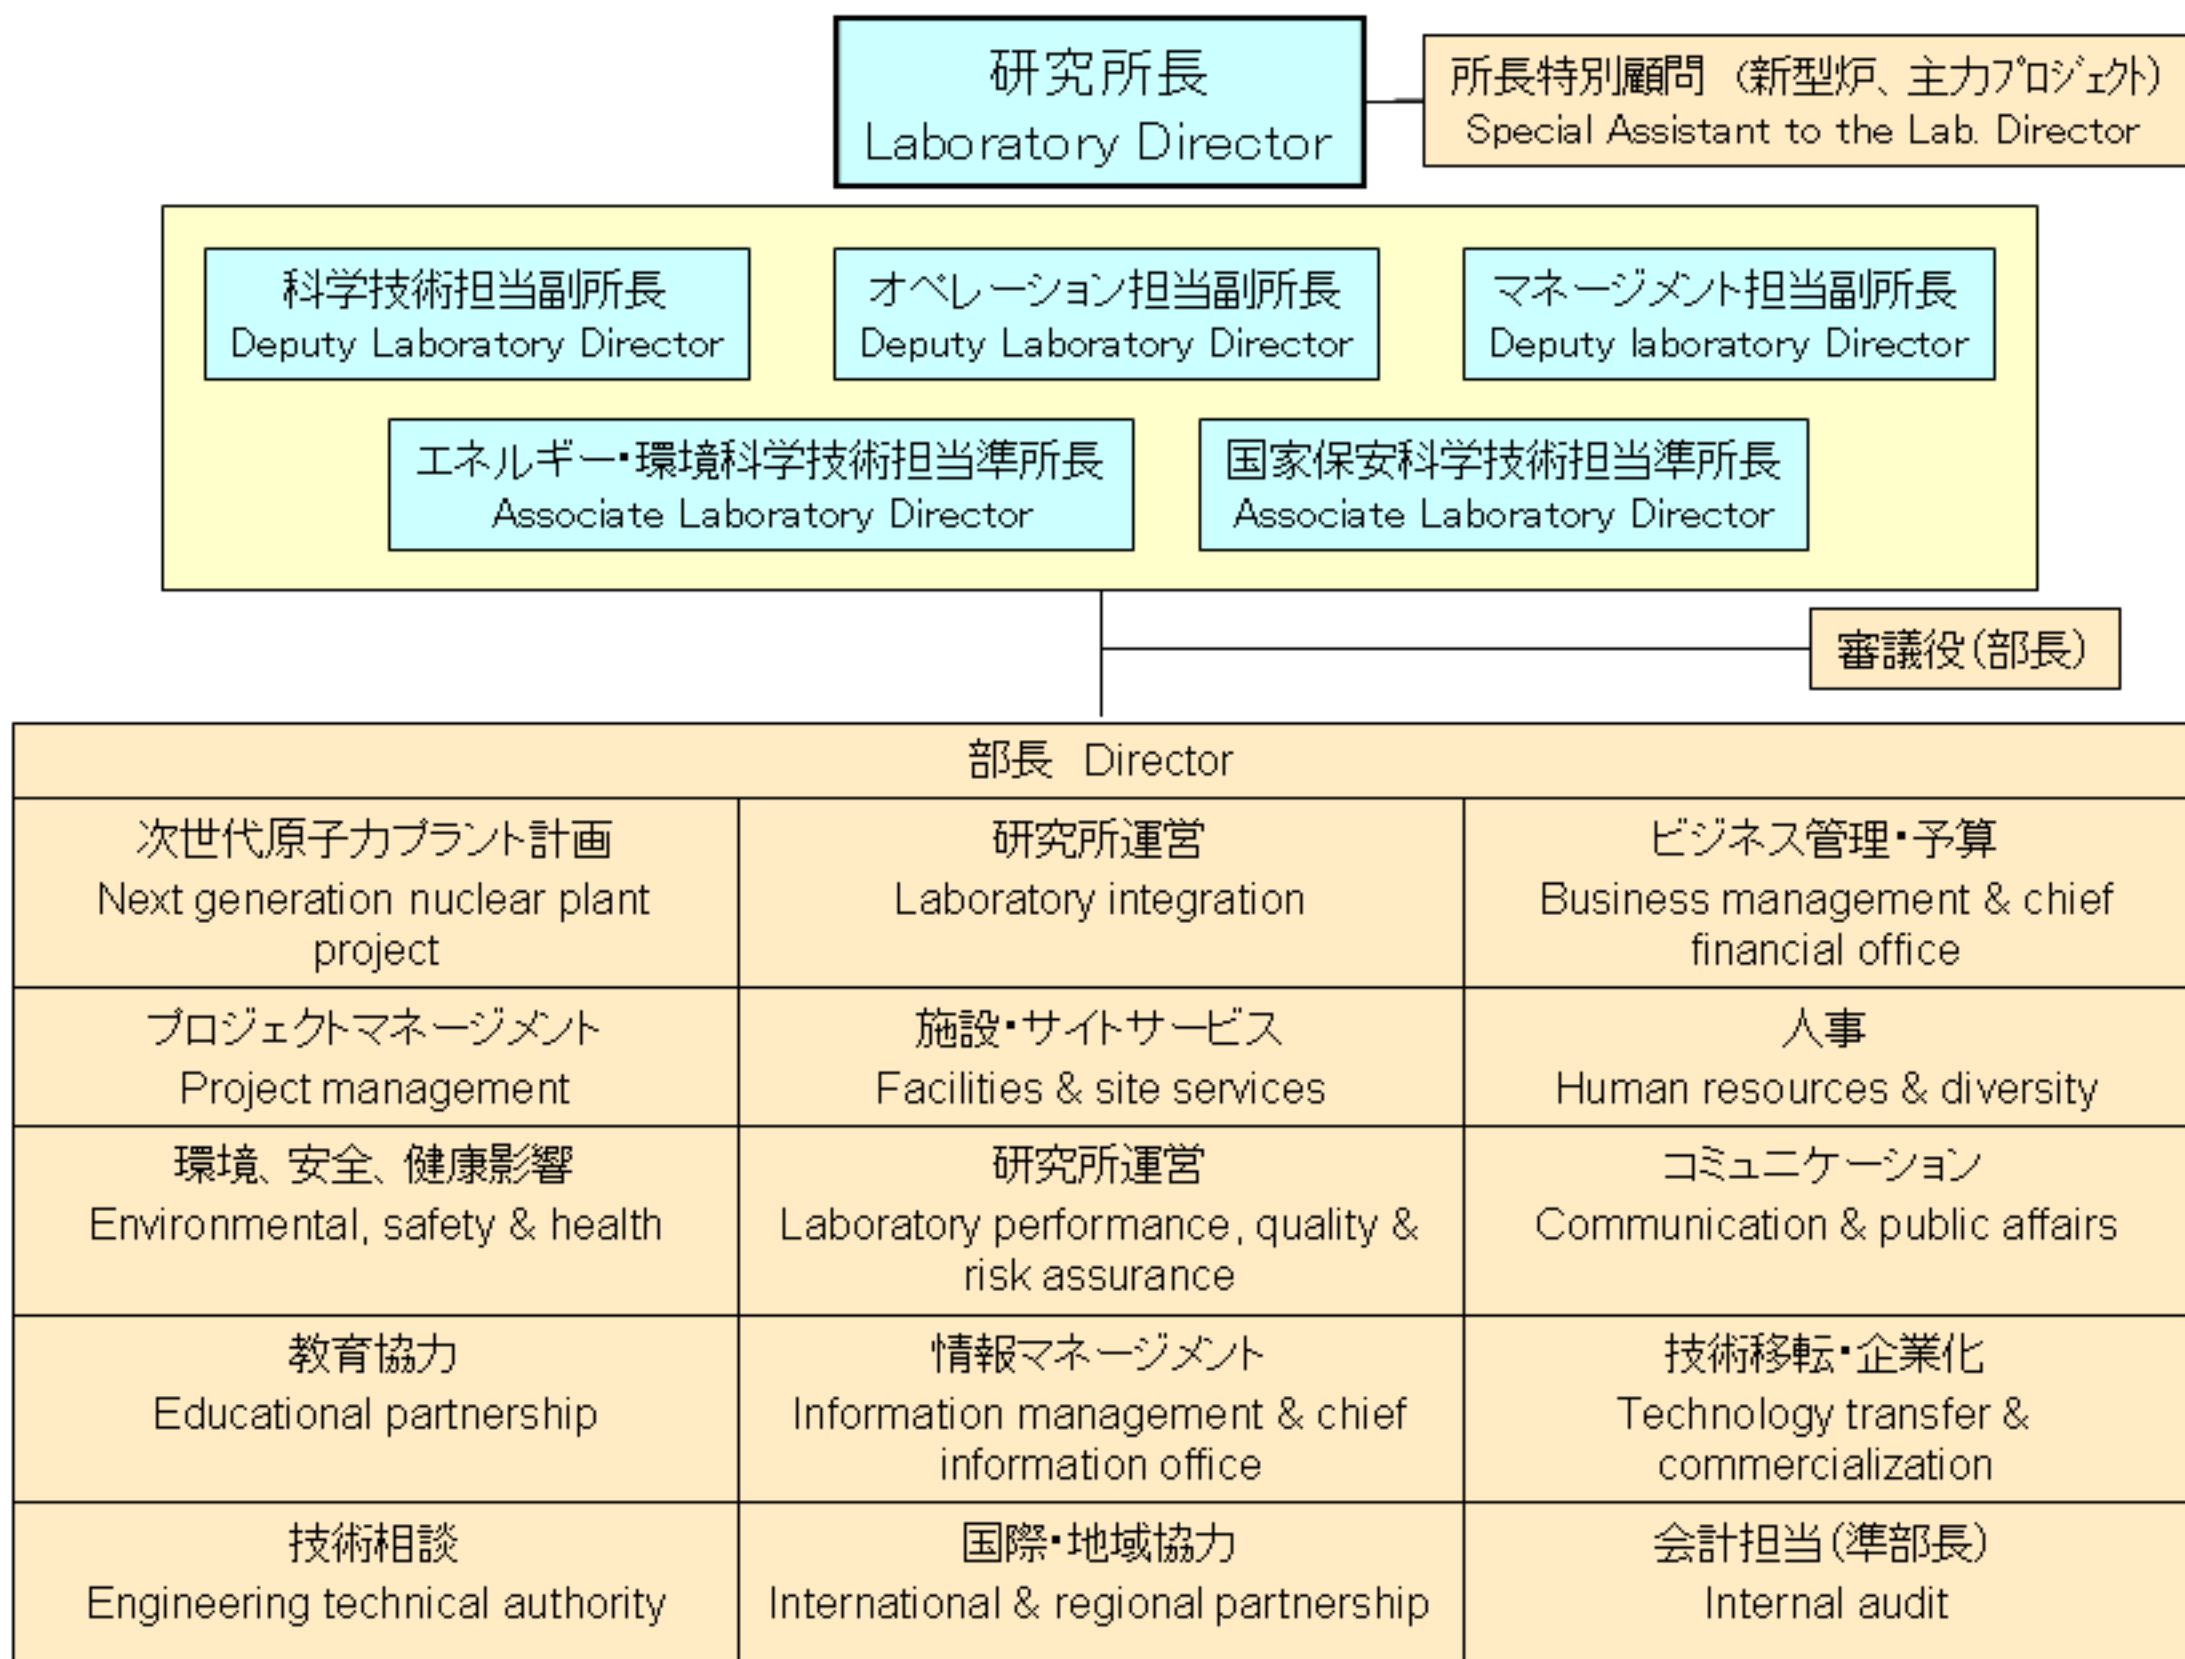 研究所長
Laboratory Director
所長特別顧問 (新型炉、主力プロジェクト)
Special Assistant to the Lab. Director
科学技術担当副所長
Deputy Laboratory Director
オペレーション担当副所長
Deputy Laboratory Director
マネージメント担当副所長
Deputy laboratory Director
エネルギー・環境科学技術担当準所長
Associate Laboratory Director
国家保安科学技術担当準所長
Associate Laboratory Director
審議役(部長)
部長 Director
次世代原子力プラント計画
Next generation nuclear plant
project
研究所運営
Laboratory integration
ビジネス管理・予算
Business management & chief
financial office
プロジェクトマネージメント
Project management
施設・サイトサービス
Facilities & site services
人事
Human resources & diversity
環境、安全、健康影響
Environmental, safety & health
研究所運営
Laboratory performance, quality &
risk assurance
コミュニケーション
Communication & public affairs
教育協力
Educational partnership
情報マネージメント
Information management & chief
information office
技術移転・企業化
Technology transfer &
commercialization
技術相談
Engineering technical authority
国際・地域協力
International & regional partnership
会計担当(準部長)
Internal audit